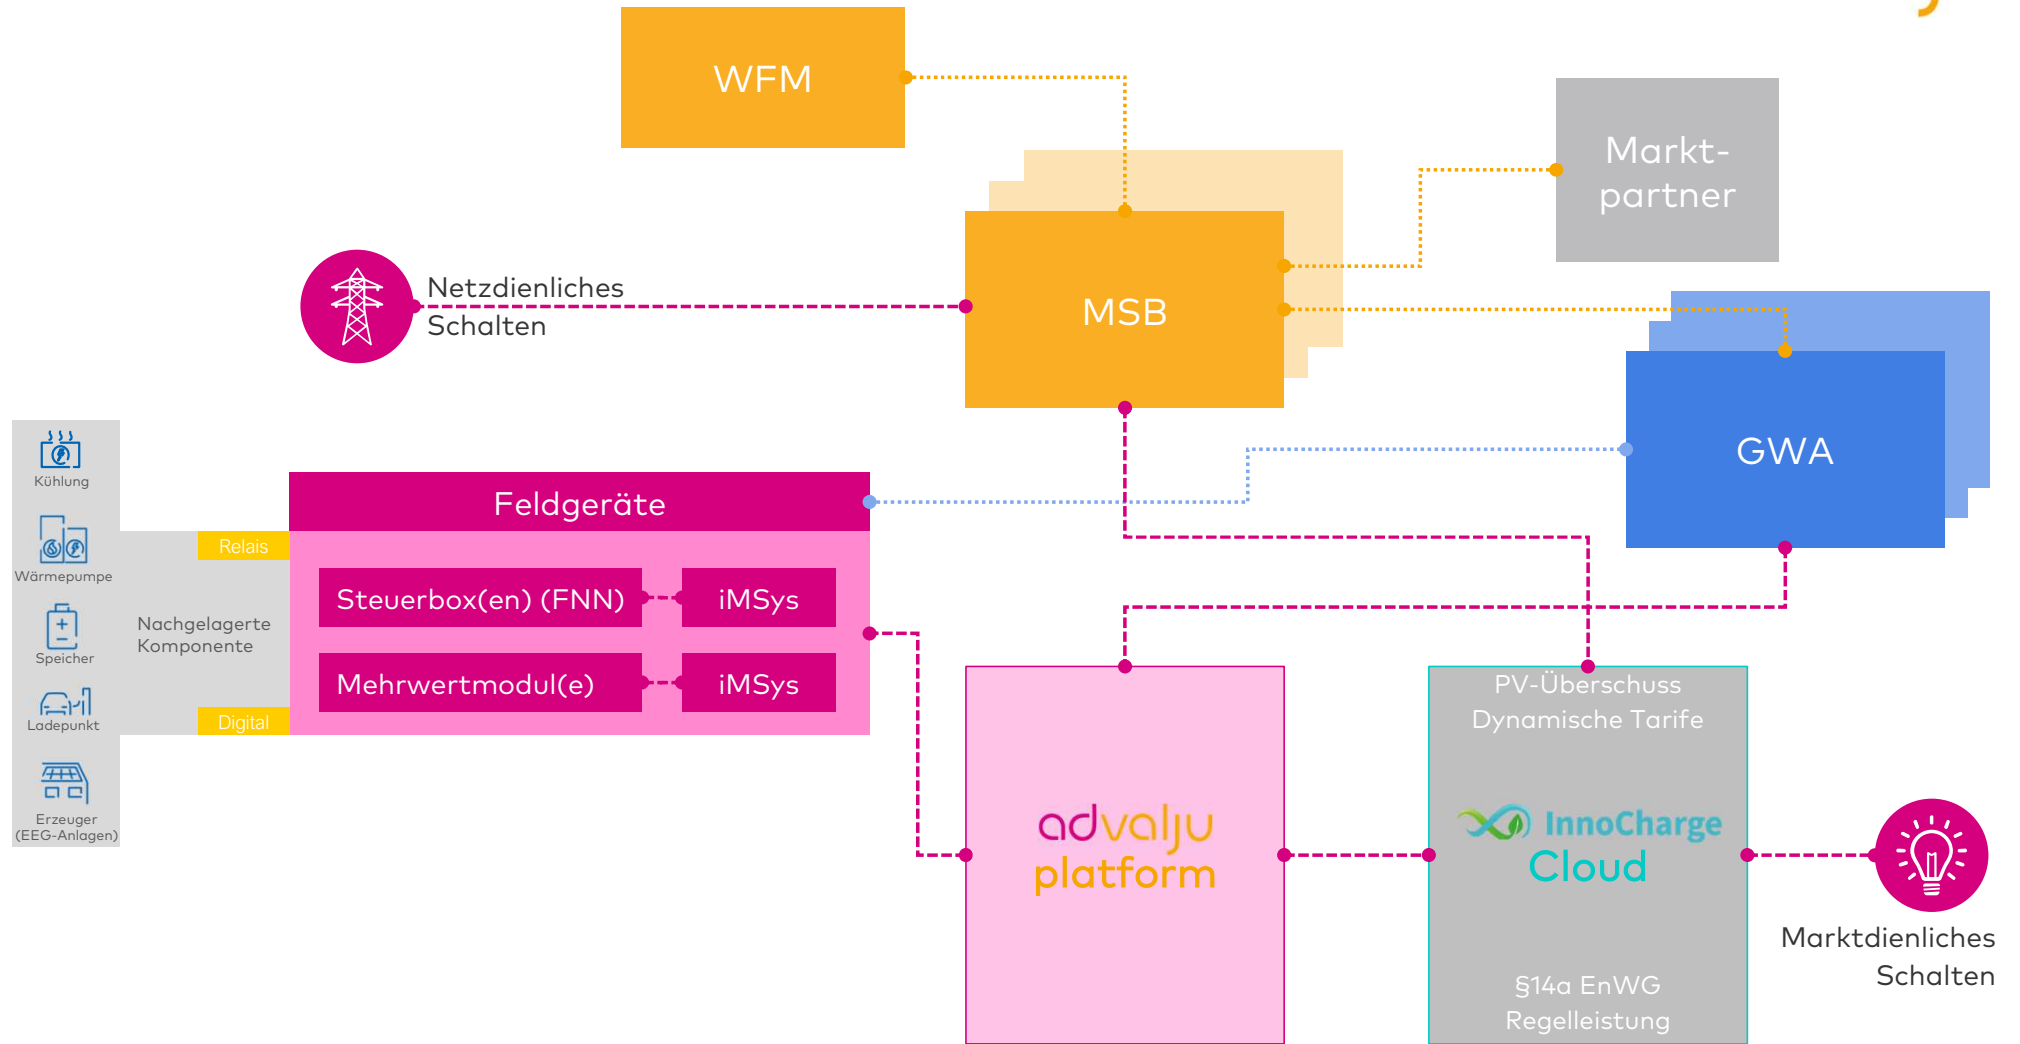 WFM
Markt-
partner
MSB
Netzdienliches
Schalten
GWA
Kühlung
Wärmepumpe
Speicher
Ladepunkt
Erzeuger
(EEG-Anlagen)
Relais
Nachgelagerte
Komponente
Digital
Feldgeräte
Steuerbox(en) (FNN)
iMSys
Mehrwertmodul(e)
iMSys
advalju
platform
PV-Überschuss
Dynamische Tarife
InnoCharge
Cloud
§14a EnWG
Regelleistung
Marktdienliches
Schalten